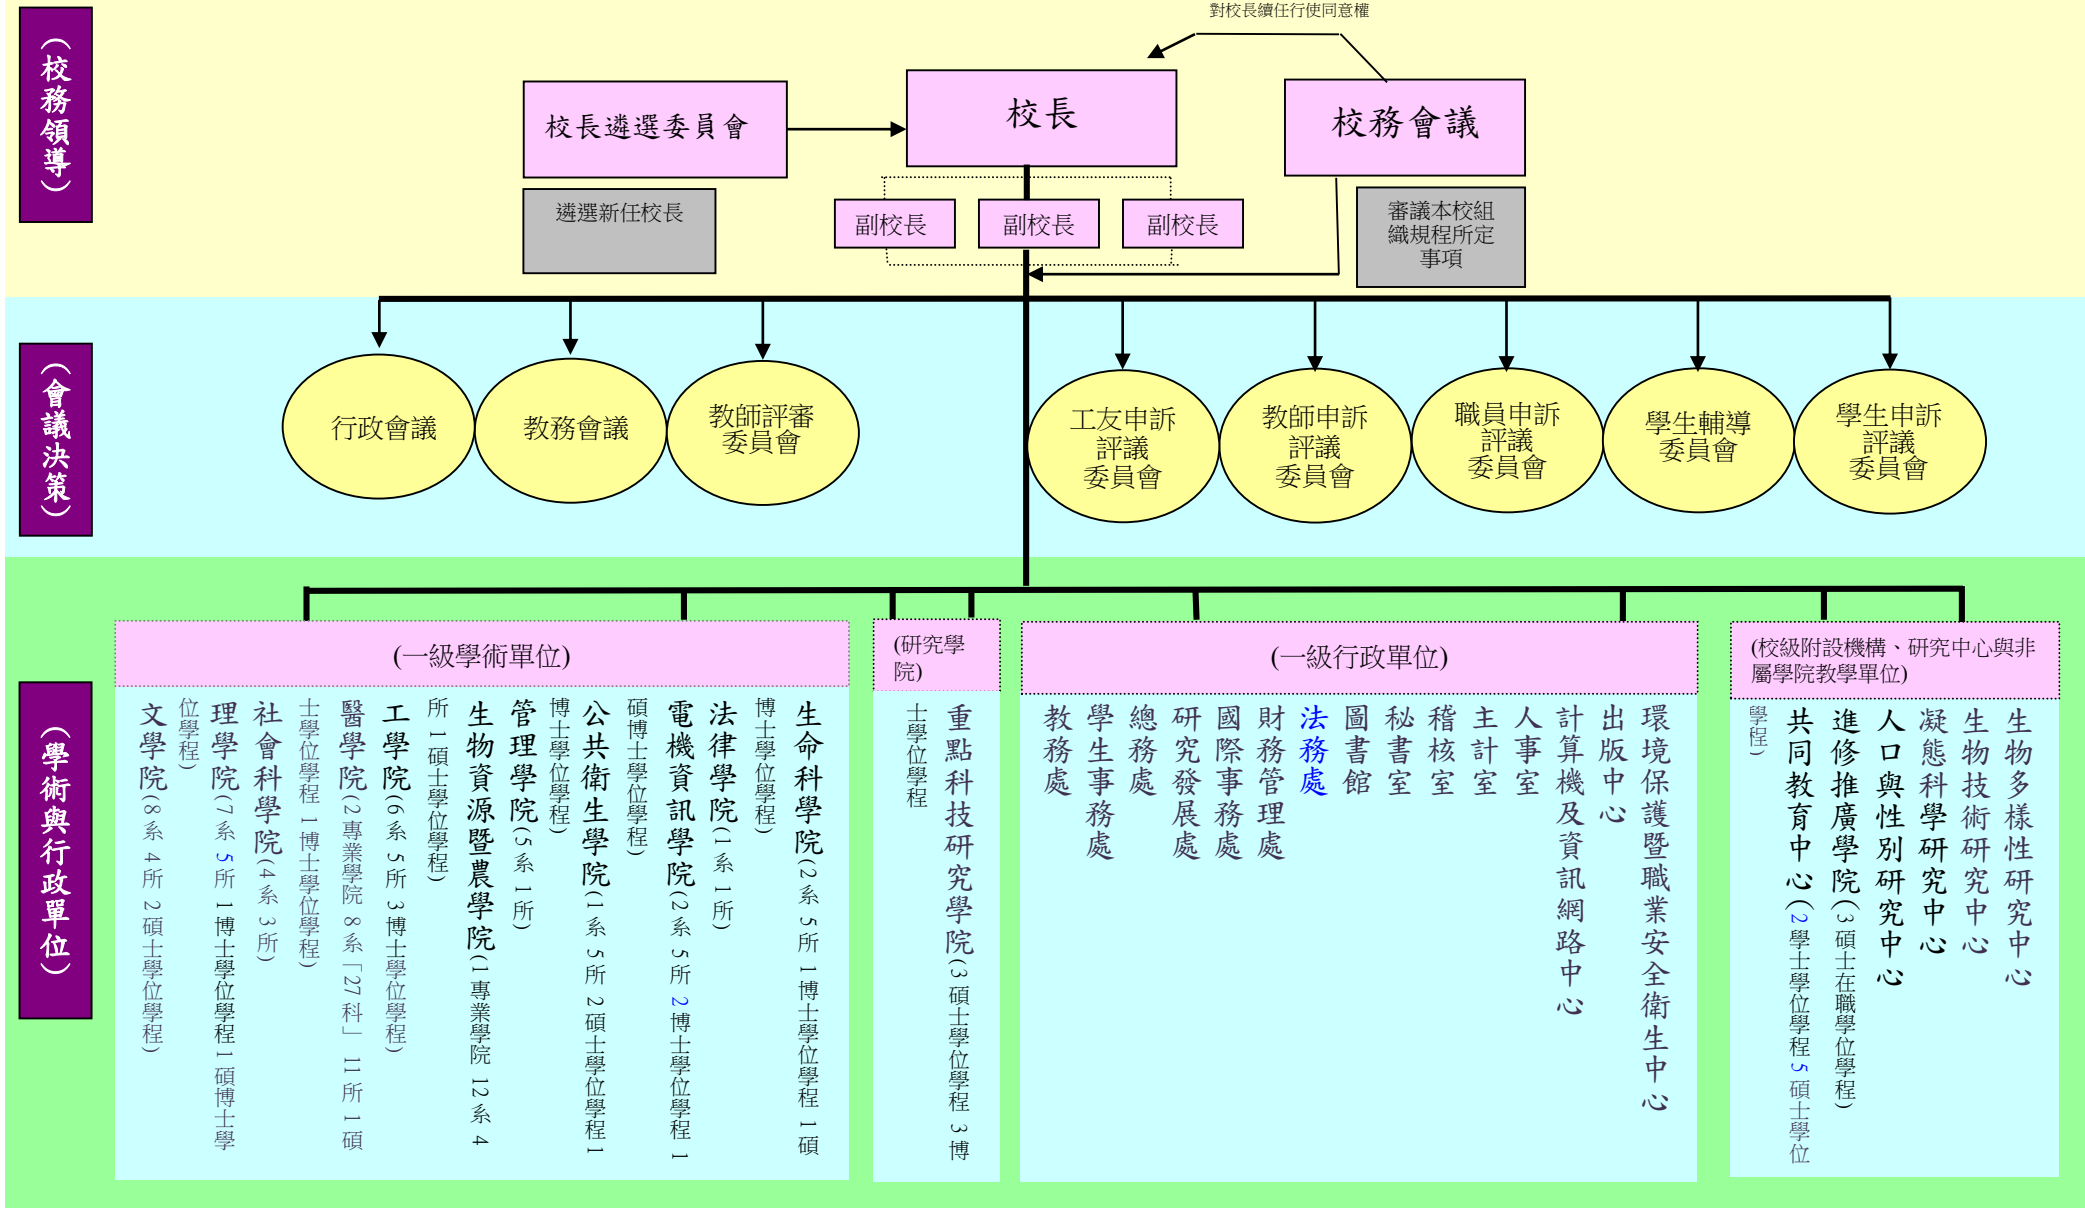 對校長續任行使同意權
(校務領導)
校長遴選委員會
校長
校務會議
遴選新任校長
副校長
副校長
副校長
審議本校組
織規程所定
事項
(會議決策)
行政會議
教務會議
教師評審
委員會
工友申訴
評議
委員會
教師申訴
評議
委員會
職員申訴
評議
委員會
學生輔導
委員會
學生申訴
評議
委員會
(學術與行政單位)
(一級學術單位)
文學院(8系 4所 2碩士學位學程)
理學院(7系 5所 1博士學位學程 1碩博士學
位學程)
社會科學院(4系 3所)
醫學院(2專業學院 8系「27科」 11所 1碩
士學位學程 1博士學位學程)
工學院(6系 5所 3博士學位學程)
生物資源暨農學院(1專業學院 12系 4
所 1碩士學位學程)
管理學院(5系 1所)
公共衛生學院(1系 5所 2碩士學位學程 1
博士學位學程)
電機資訊學院(2系 5所 2博士學位學程 1
碩博士學位學程)
法律學院(1系 1所)
生命科學院(2系 5所 1博士學位學程 1碩
博士學位學程)
(研究學
院)
重點科技研究學院(3碩士學位學程 3博
士學位學程
(一級行政單位)
教務處
學生事務處
總務處
研究發展處
國際事務處
財務管理處
法務處
圖書館
秘書室
稽核室
主計室
人事室
計算機及資訊網路中心
出版中心
環境保護暨職業安全衛生中心
(校級附設機構、研究中心與非
屬學院教學單位)
共同教育中心(2學士學位學程 5碩士學位
學程)
進修推廣學院(3碩士在職學位學程)
人口與性別研究中心
凝態科學研究中心
生物技術研究中心
生物多樣性研究中心